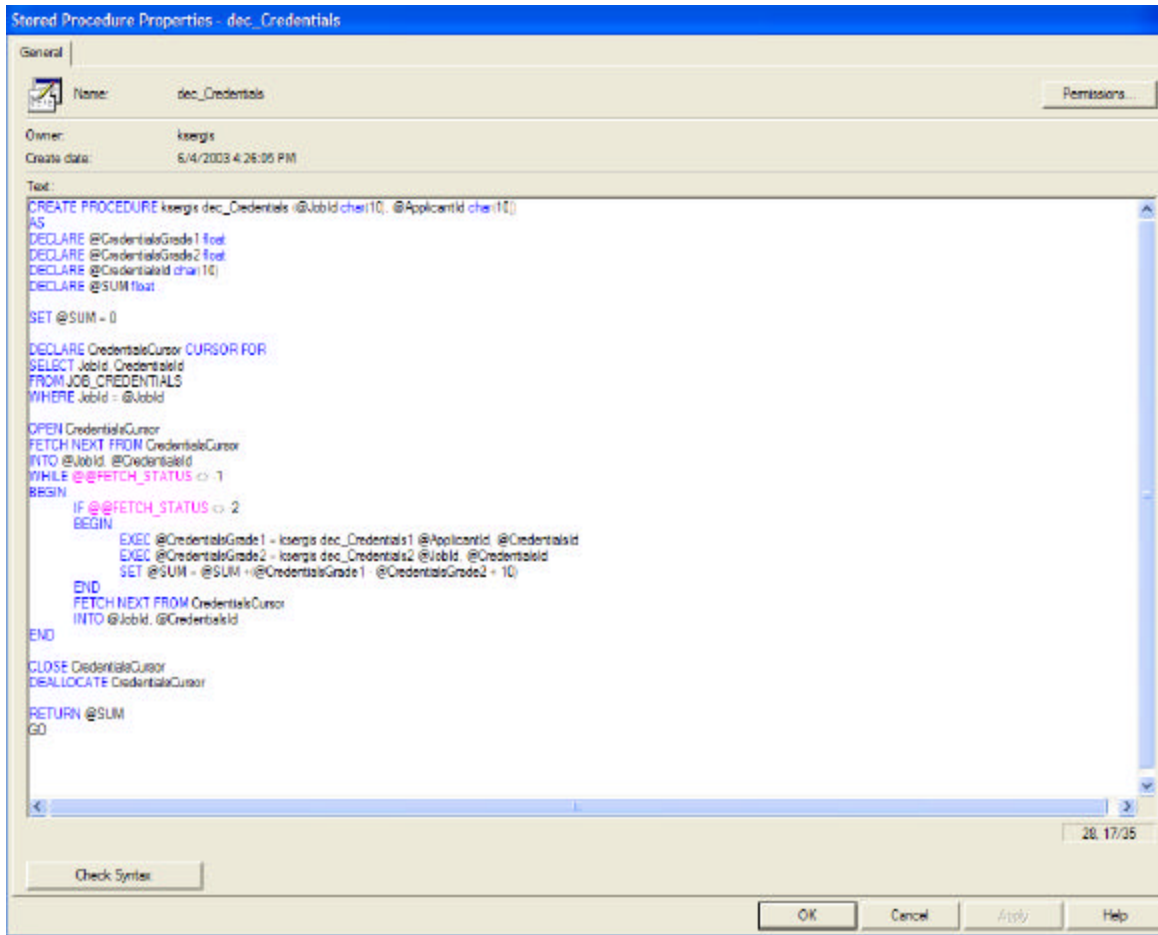 Stored Procedure Properties - dec_Credentials
General
Name: dec_Credentials
Permissions...
Owner: ksergis
Create date: 6/4/2003 4:26:05 PM
Text:
CREATE PROCEDURE ksergis.dec_Credentials (@JobId char(10), @ApplicantId char(10))
AS
DECLARE @CredentialsGrade1 float
DECLARE @CredentialsGrade2 float
DECLARE @CredentialsId char(10)
DECLARE @SUM float
SET @SUM = 0
DECLARE CredentialsCursor CURSOR FOR
SELECT JobId, CredentialsId
FROM JOB_CREDENTIALS
WHERE JobId = @JobId
OPEN CredentialsCursor
FETCH NEXT FROM CredentialsCursor
INTO @JobId, @CredentialsId
WHILE @@FETCH_STATUS <> -1
BEGIN
IF @@FETCH_STATUS <> -2
BEGIN
EXEC @CredentialsGrade1 = ksergis.dec_Credentials1 @ApplicantId, @CredentialsId
EXEC @CredentialsGrade2 = ksergis.dec_Credentials2 @JobId, @CredentialsId
SET @SUM = @SUM +(@CredentialsGrade1 - @CredentialsGrade2 + 10)
END
FETCH NEXT FROM CredentialsCursor
INTO @JobId, @CredentialsId
END
CLOSE CredentialsCursor
DEALLOCATE CredentialsCursor
RETURN @SUM
GO
28, 17/35
Check Syntax
OK Cancel Apply Help